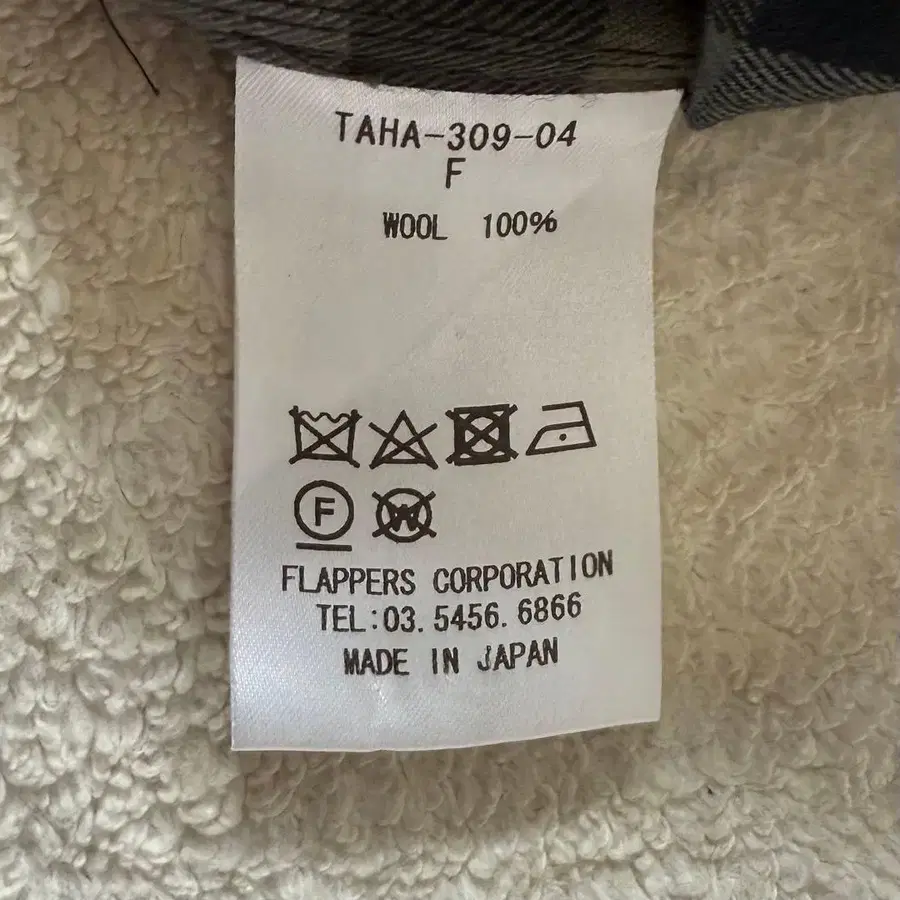 TAHA-309-04
F
WOOL 100%
F W
FLAPPERS CORPORATION
TEL:03. 5456. 6866
MADE IN JAPAN